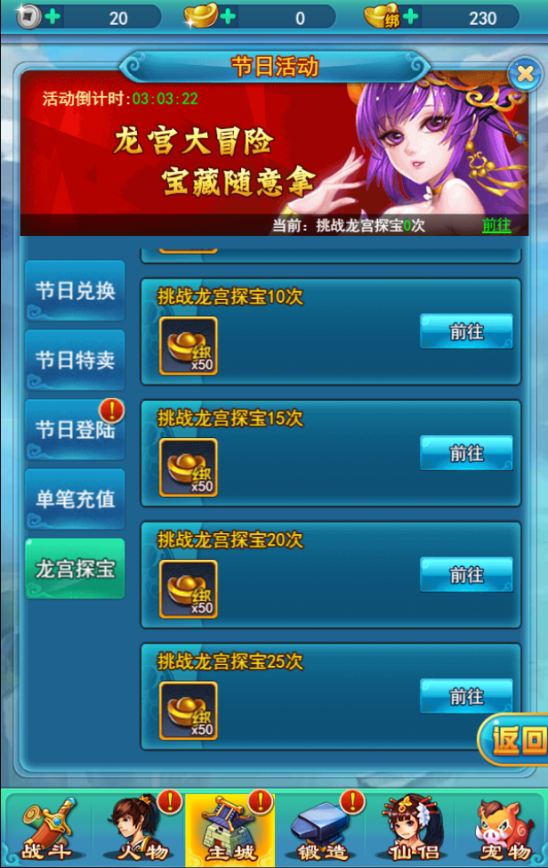 20
0
绑
230
节日活动
活动倒计时:03:03:22
龙宫大冒险
宝藏随意拿
当前: 挑战龙宫探宝0次
前往
节日兑换
节日特卖
节日登陆
单笔充值
龙宫探宝
挑战龙宫探宝10次
绑
x50
前往
挑战龙宫探宝15次
绑
x50
前往
挑战龙宫探宝20次
绑
x50
前往
挑战龙宫探宝25次
绑
x50
前往
返回
战斗
人物
主城
锻造
仙侣
宠物